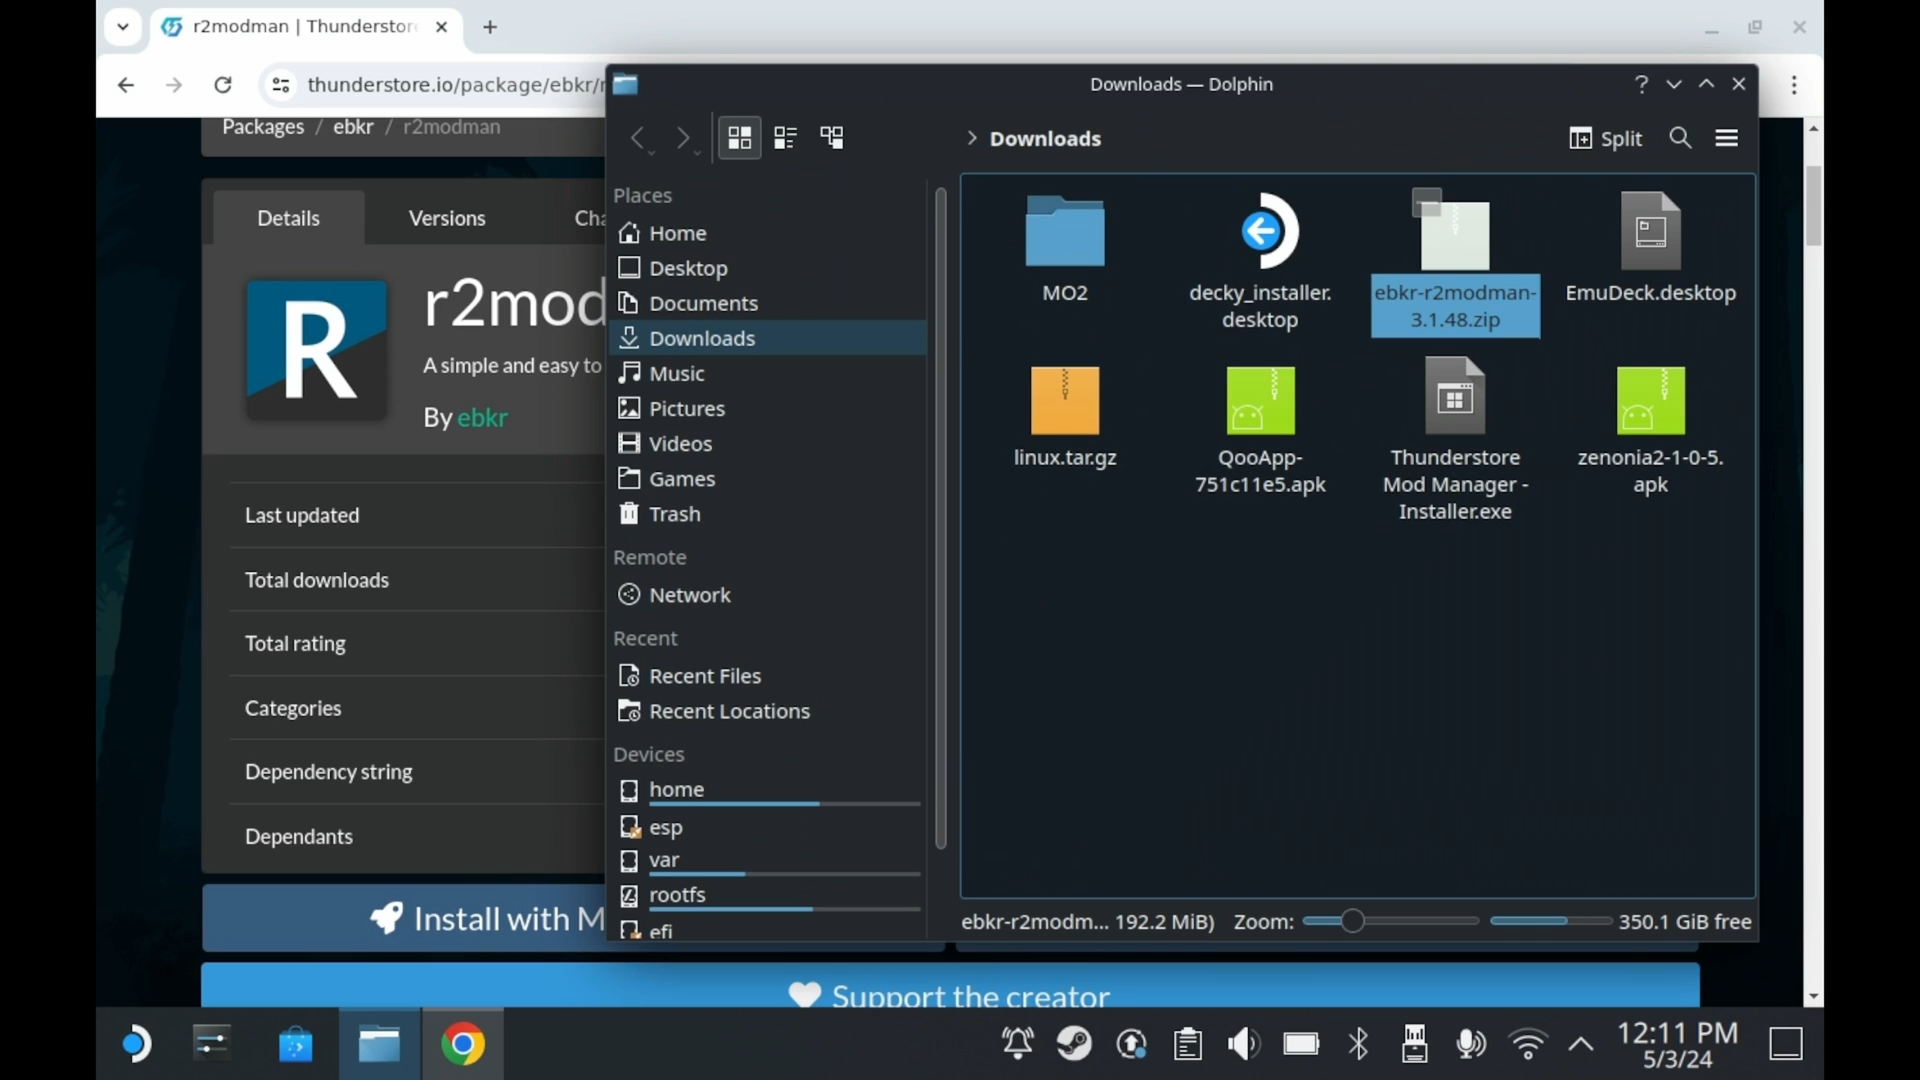 r2modman | Thunderstor
thunderstore.io/package/ebkr/r
Packages / ebkr / r2modman
Details
Versions
Cha
R
r2mod
A simple and easy to
By ebkr
Last updated
Total downloads
Total rating
Categories
Dependency string
Dependants
Install with M
Support the creator
Downloads — Dolphin
Downloads
Split
Places
Home
Desktop
Documents
Downloads
Music
Pictures
Videos
Games
Trash
Remote
Network
Recent
Recent Files
Recent Locations
Devices
home
esp
var
rootfs
efi
MO2
decky_installer.
desktop
ebkr-r2modman-
3.1.48.zip
EmuDeck.desktop
linux.tar.gz
QooApp-
751c11e5.apk
Thunderstore
Mod Manager -
Installer.exe
zenonia2-1-0-5.
apk
ebkr-r2modm... 192.2 MiB)
Zoom:
350.1 GiB free
12:11 PM
5/3/24